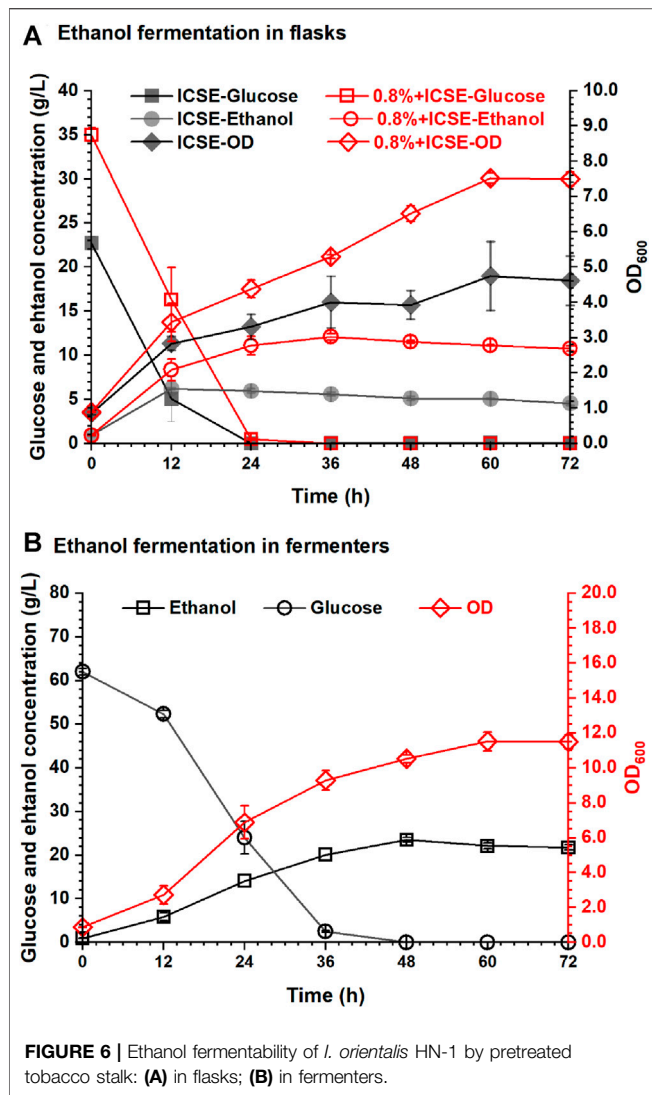 A Ethanol fermentation in flasks
ICSE-Glucose 0.8%+ICSE-Glucose
ICSE-Ethanol 0.8%+ICSE-Ethanol
ICSE-OD 0.8%+ICSE-OD
Glucose and ehtanol concentration (g/L)
40
35
30
25
20
15
10
5
0
10.0
9.0
8.0
7.0
6.0
5.0
4.0
3.0
2.0
1.0
0.0
OD600
0 12 24 36 48 60 72
Time (h)
B Ethanol fermentation in fermenters
Ethanol Glucose OD
Glucose and ehtanol concentration (g/L)
80
70
60
50
40
30
20
10
0
20.0
18.0
16.0
14.0
12.0
10.0
8.0
6.0
4.0
2.0
0.0
OD600
0 12 24 36 48 60 72
Time (h)
FIGURE 6 | Ethanol fermentability of I. orientalis HN-1 by pretreated
tobacco stalk: (A) in flasks; (B) in fermenters.